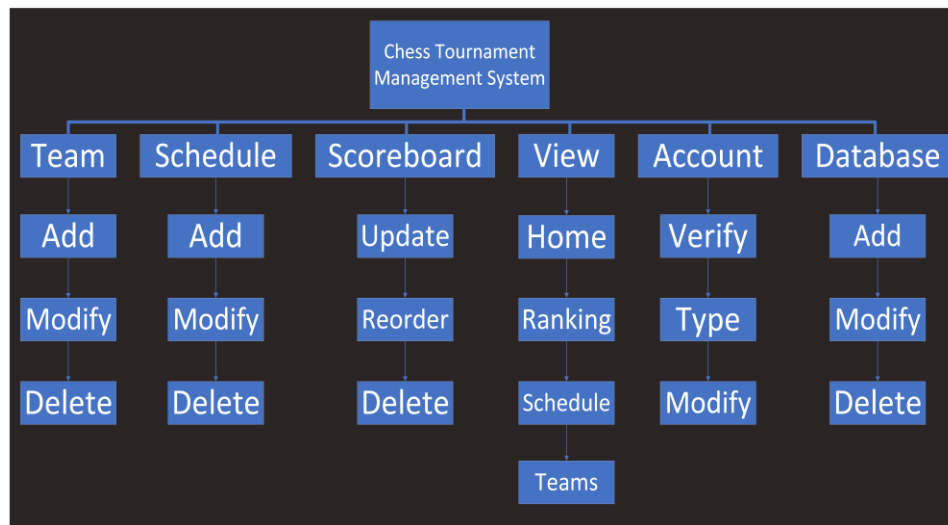 Chess Tournament
Management System
Team Schedule Scoreboard View Account Database
Add Add Update Home Verify Add
Modify Modify Reorder Ranking Type Modify
Delete Delete Delete Schedule Modify Delete
Teams